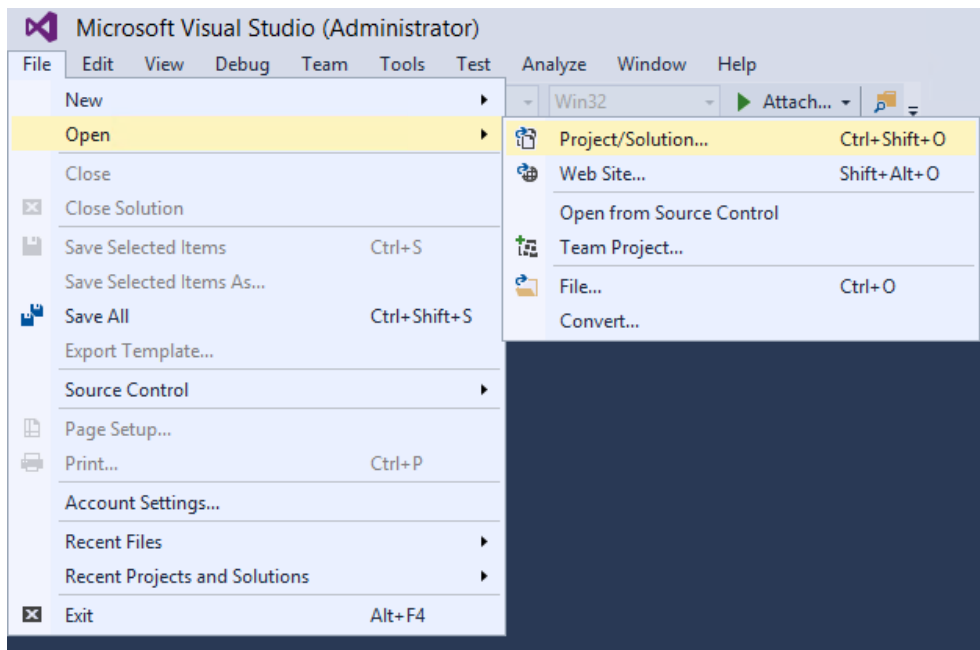 Microsoft Visual Studio (Administrator)
File Edit View Debug Team Tools Test Analyze Window Help
Win32 Attach...
New
Open
Close
Close Solution
Save Selected Items Ctrl+S
Save Selected Items As...
Save All Ctrl+Shift+S
Export Template...
Source Control
Page Setup...
Print... Ctrl+P
Account Settings...
Recent Files
Recent Projects and Solutions
Exit Alt+F4
Project/Solution... Ctrl+Shift+O
Web Site... Shift+Alt+O
Open from Source Control
Team Project...
File... Ctrl+O
Convert...